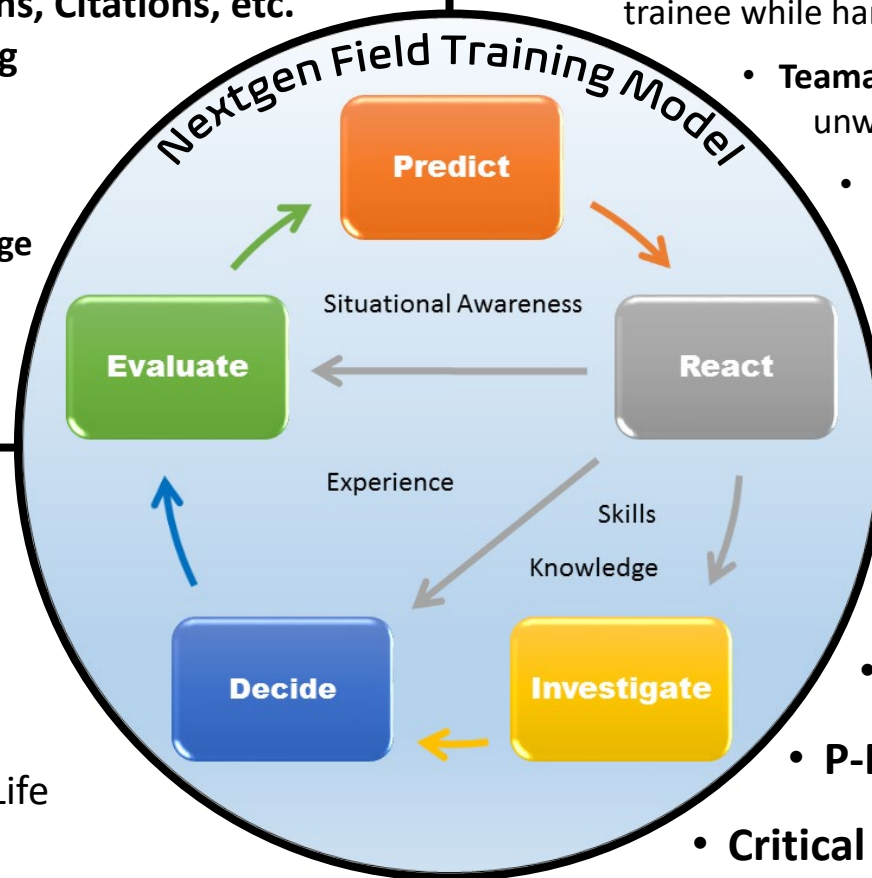 ns, Citations, etc.
trainee while ha
g
Nextgen Field Training Model
• Teama
unw
•
Predict
ge
Situational Awareness
Evaluate
React
Experience
Skills
Knowledge
Decide
Investigate
•
• P-
Life
• Critical